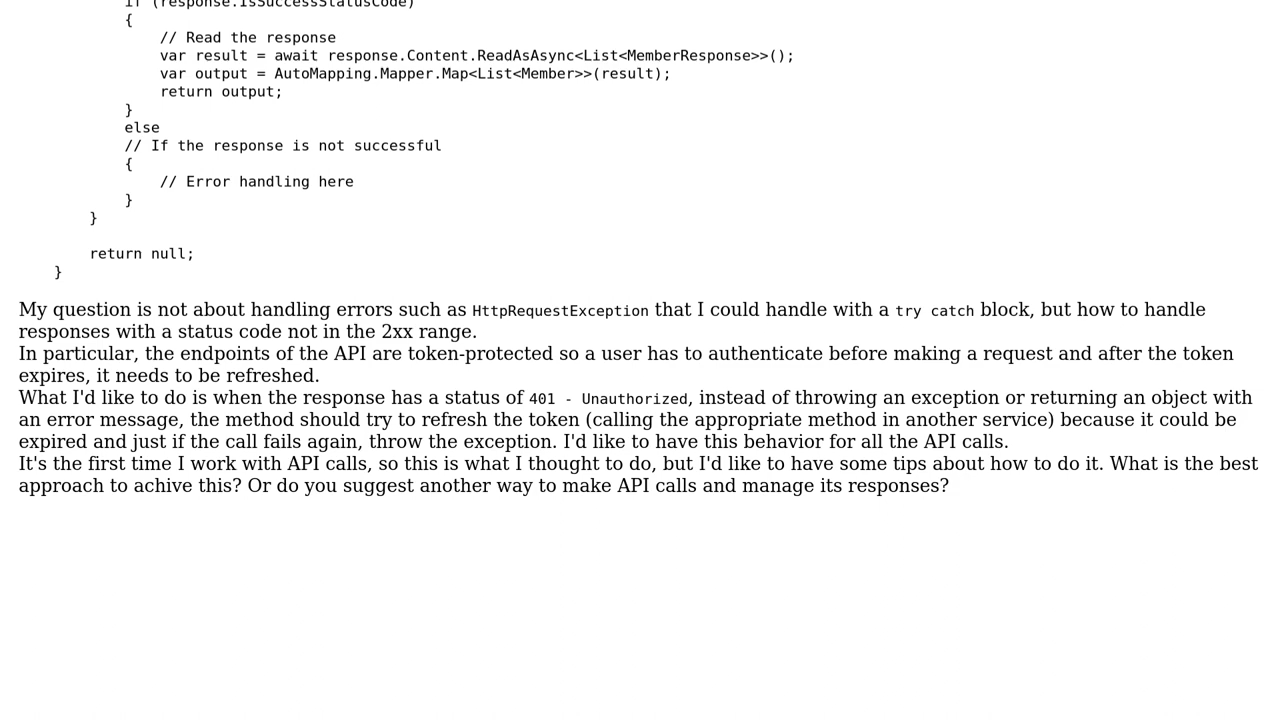 if (response.IsSuccessStatusCode)
{
// Read the response
var result = await response.Content.ReadAsAsync<List<MemberResponse>>();
var output = AutoMapping.Mapper.Map<List<Member>>(result);
return output;
}
else
// If the response is not successful
{
// Error handling here
}
}
return null;
}
My question is not about handling errors such as HttpRequestException that I could handle with a try catch block, but how to handle
responses with a status code not in the 2xx range.
In particular, the endpoints of the API are token-protected so a user has to authenticate before making a request and after the token
expires, it needs to be refreshed.
What I'd like to do is when the response has a status of 401 - Unauthorized, instead of throwing an exception or returning an object with
an error message, the method should try to refresh the token (calling the appropriate method in another service) because it could be
expired and just if the call fails again, throw the exception. I'd like to have this behavior for all the API calls.
It's the first time I work with API calls, so this is what I thought to do, but I'd like to have some tips about how to do it. What is the best
approach to achive this? Or do you suggest another way to make API calls and manage its responses?